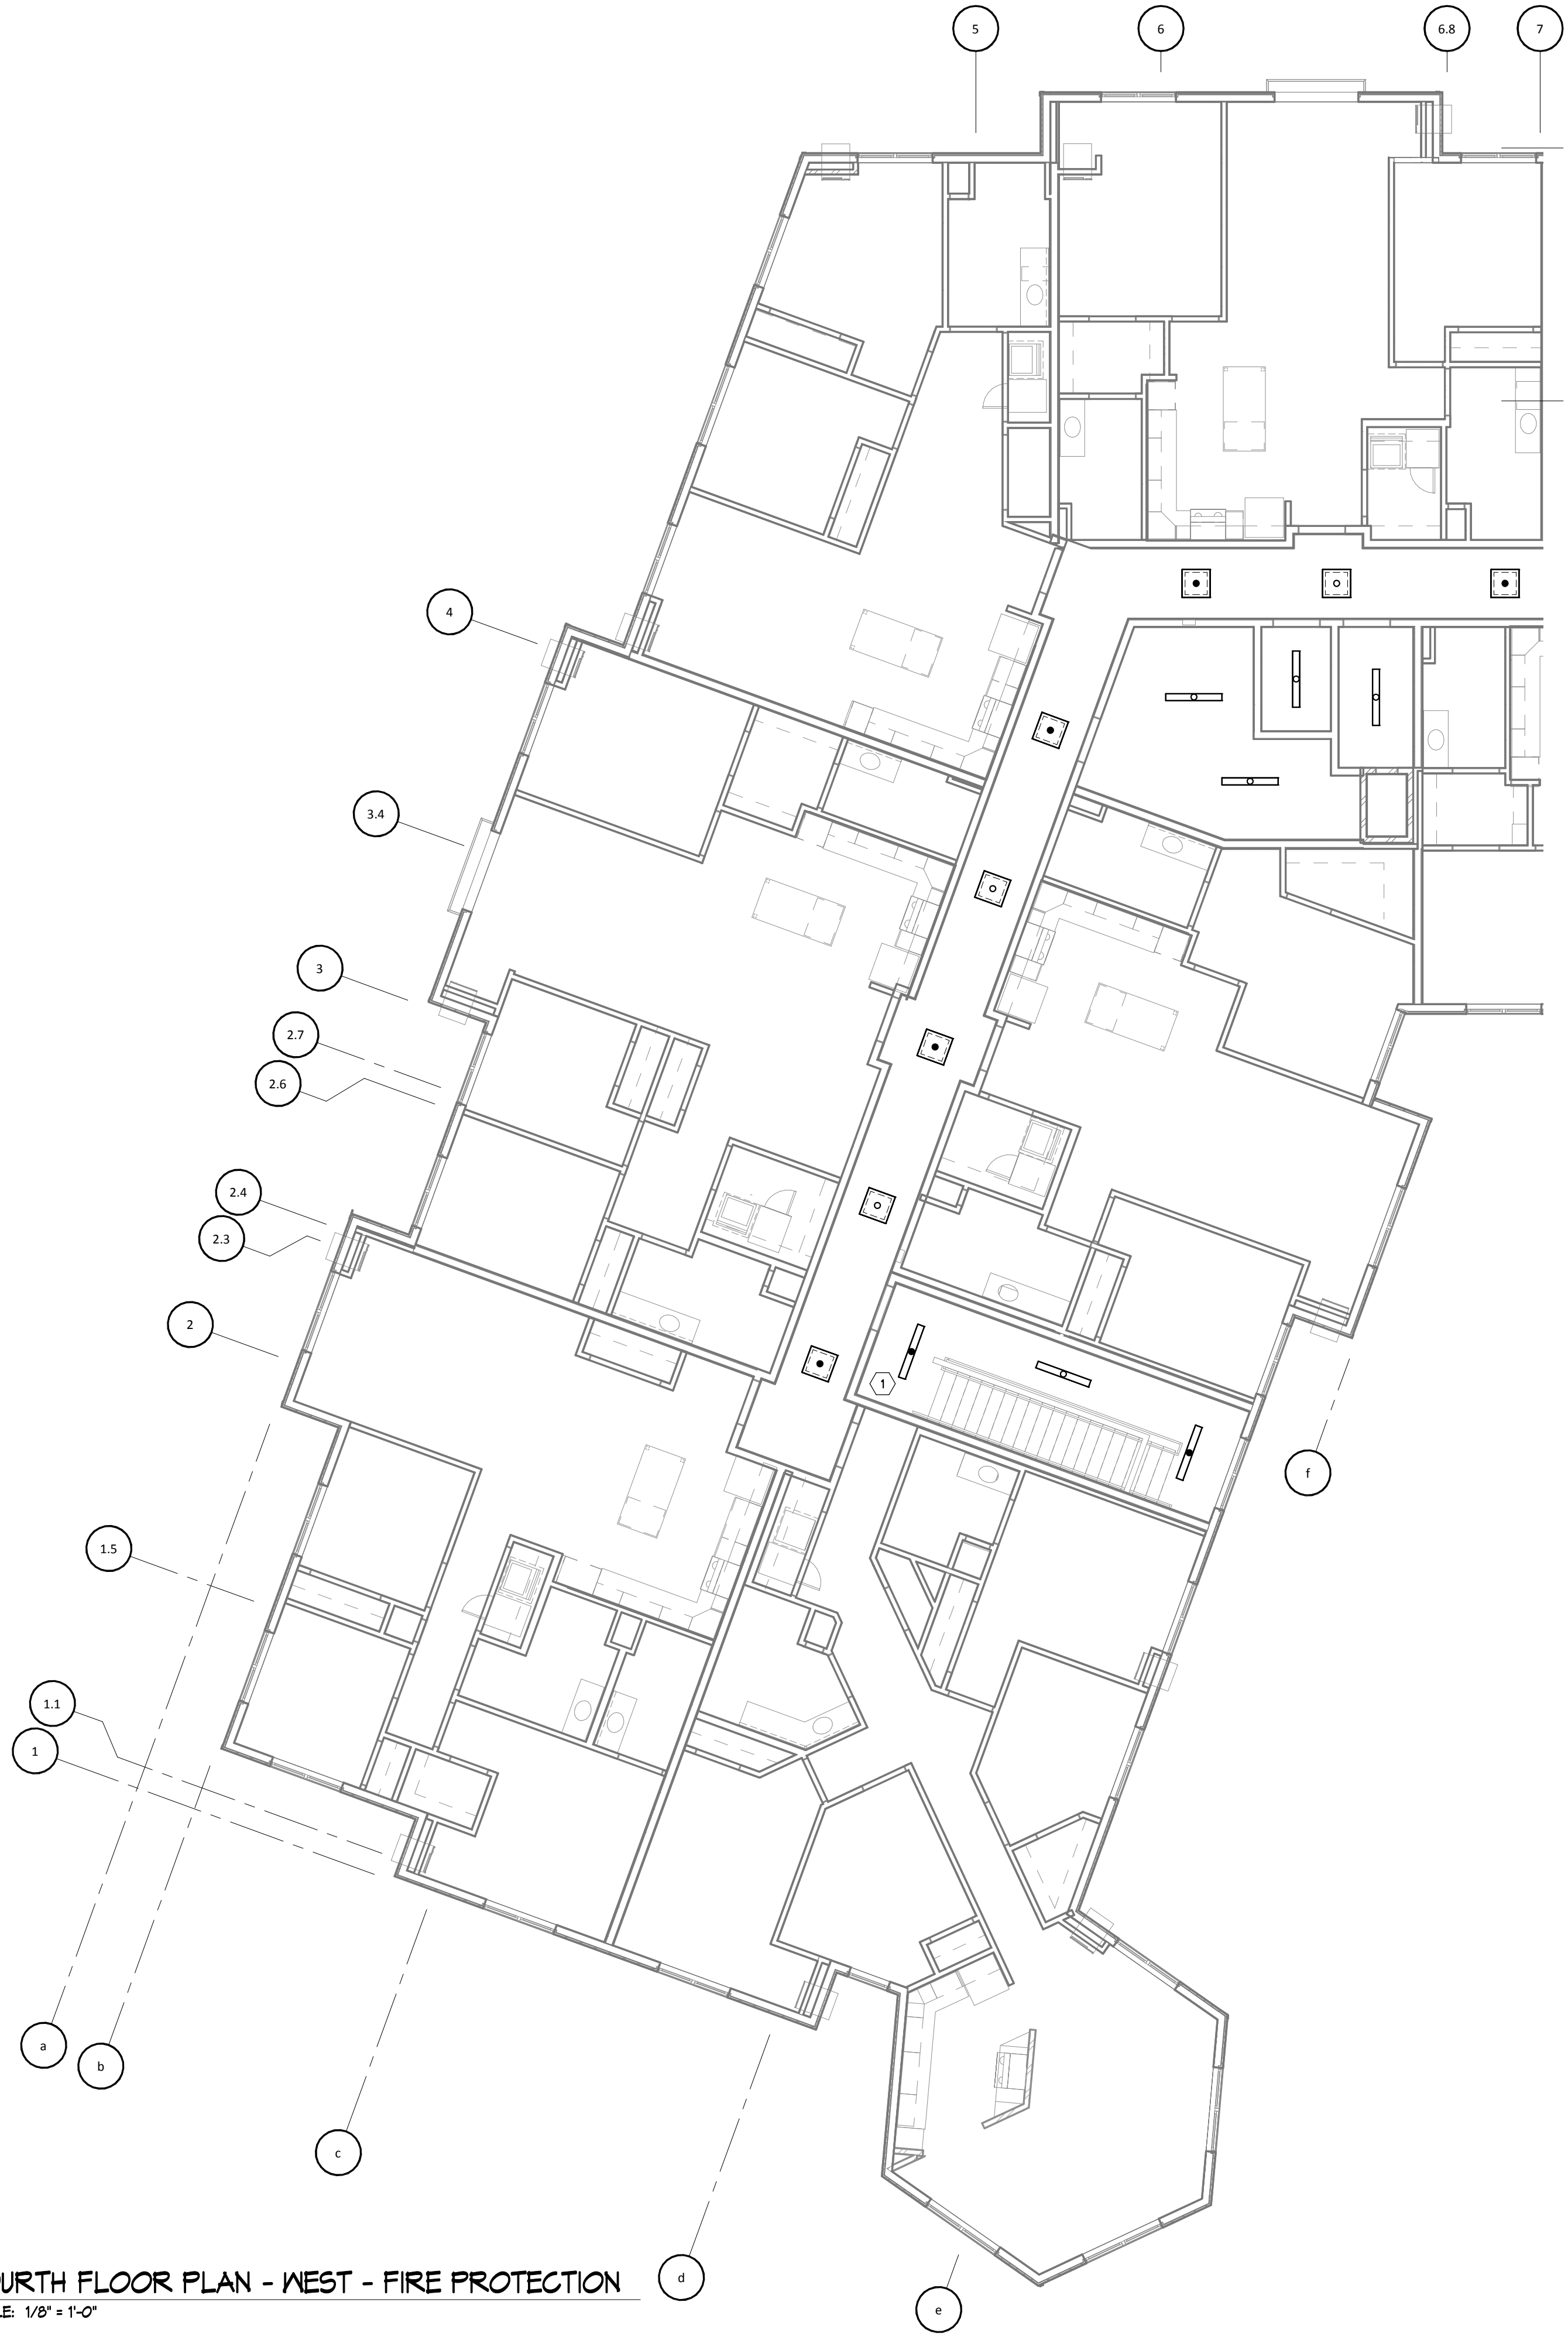 5
6
6.8
7
4
3.4
3
2.7
2.6
2.4
2.3
2
1
f
1.5
1.1
1
a
b
c
d
e
URTH FLOOR PLAN - WEST - FIRE PROTECTION
LE: 1/8" = 1'-0"